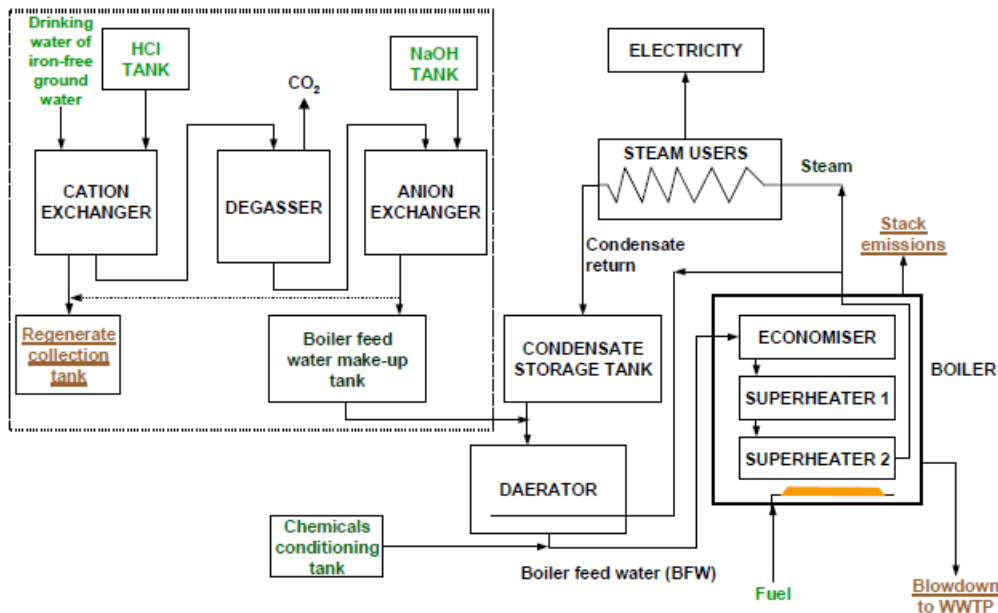 Drinking
water of
iron-free
ground
water
HCl
TANK
CO2
NaOH
TANK
ELECTRICITY
CATION
EXCHANGER
DEGASSER
ANION
EXCHANGER
STEAM USERS
Steam
Condensate
return
Stack
emissions
Regenerate
collection
tank
Boiler feed
water make-up
tank
CONDENSATE
STORAGE TANK
ECONOMISER
BOILER
SUPERHEATER 1
SUPERHEATER 2
DAERATOR
Chemicals
conditioning
tank
Boiler feed water (BFW)
Fuel
Blowdown
to WWTP